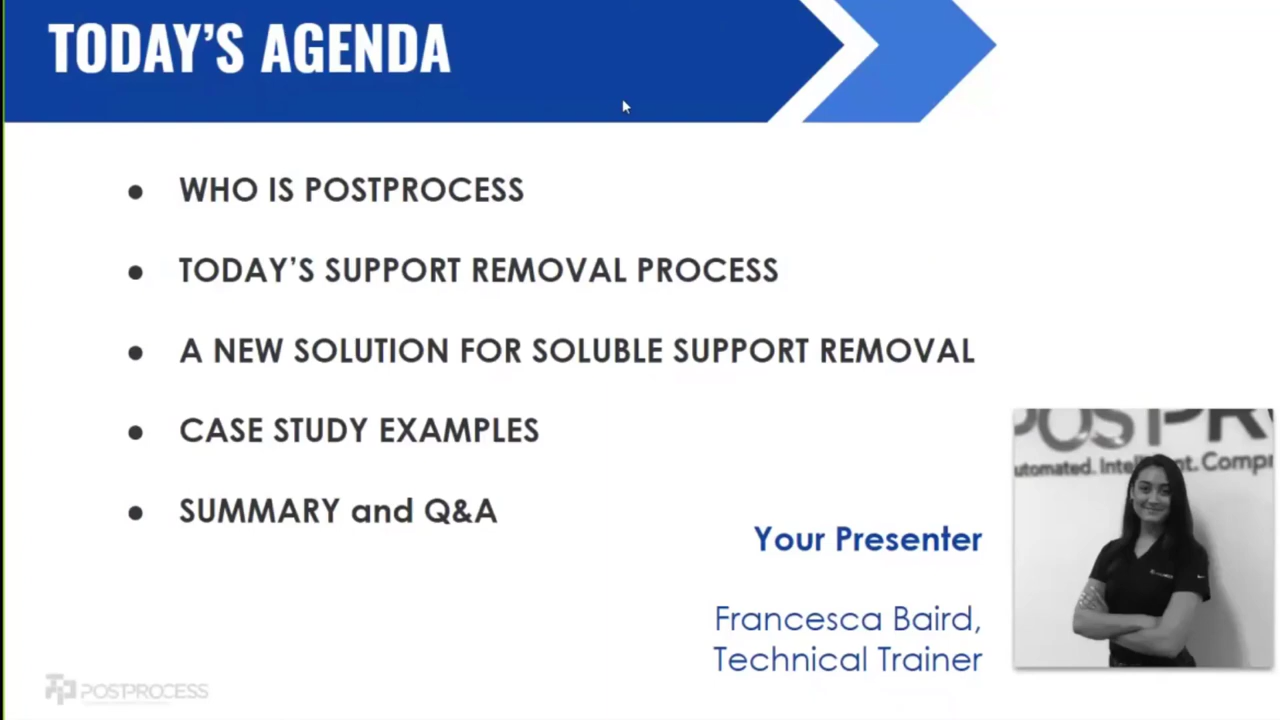 TODAY'S AGENDA
● WHO IS POSTPROCESS
● TODAY'S SUPPORT REMOVAL PROCESS
● A NEW SOLUTION FOR SOLUBLE SUPPORT REMOVAL
● CASE STUDY EXAMPLES
● SUMMARY and Q&A
Your Presenter
Francesca Baird,
Technical Trainer
POSTPROCESS